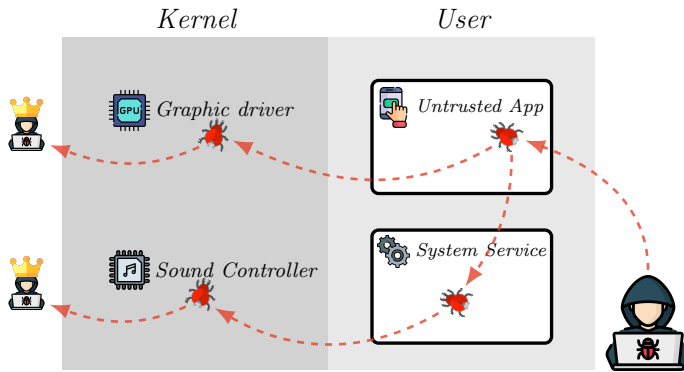 Kernel
User
GPU
Graphic driver
Untrusted App
System Service
Sound Controller